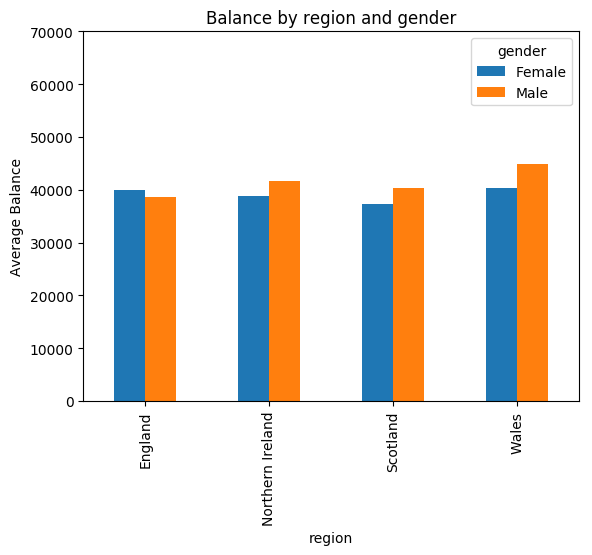 Balance by region and gender
70000
60000
50000
40000
30000
20000
10000
0
Average Balance
gender
Female
Male
England
Northern Ireland
Scotland
Wales
region